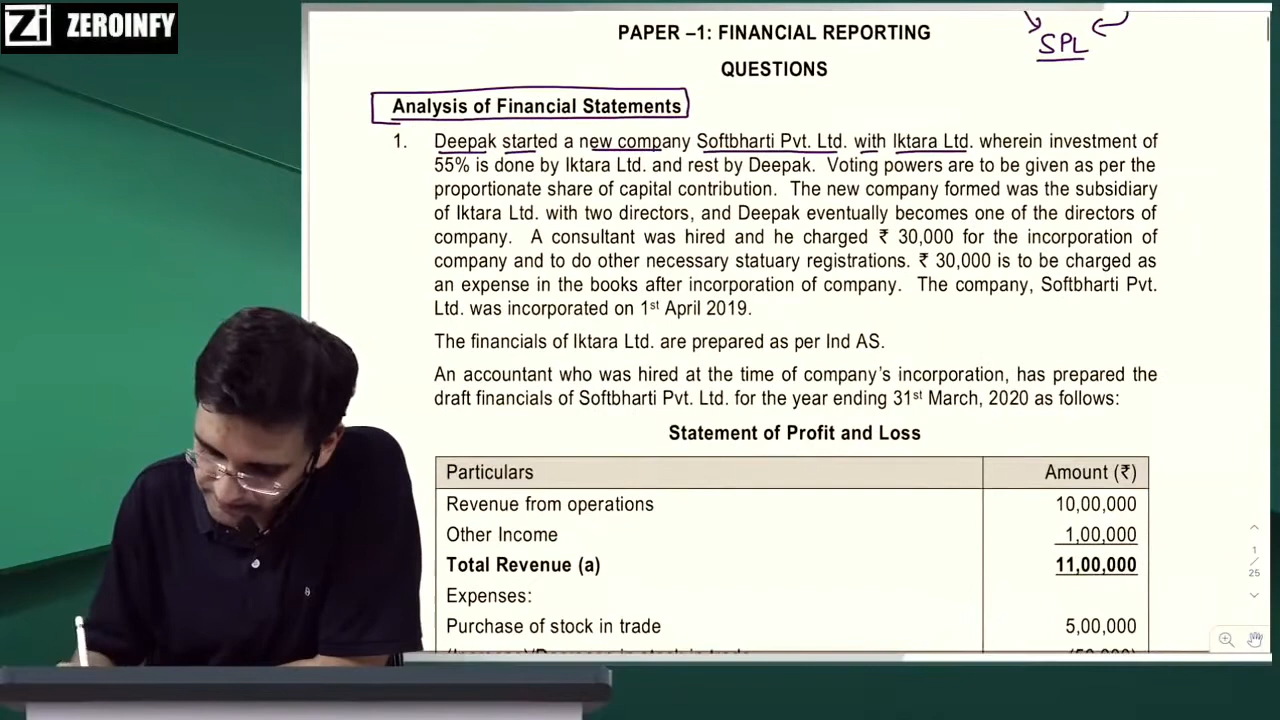 Zi ZEROINFY
SPL
PAPER –1: FINANCIAL REPORTING
QUESTIONS
Analysis of Financial Statements
1. Deepak started a new company Softbharti Pvt. Ltd. with Iktara Ltd. wherein investment of
55% is done by Iktara Ltd. and rest by Deepak. Voting powers are to be given as per the
proportionate share of capital contribution. The new company formed was the subsidiary
of Iktara Ltd. with two directors, and Deepak eventually becomes one of the directors of
company. A consultant was hired and he charged ₹ 30,000 for the incorporation of
company and to do other necessary statuary registrations. ₹ 30,000 is to be charged as
an expense in the books after incorporation of company. The company, Softbharti Pvt.
Ltd. was incorporated on 1st April 2019.
The financials of Iktara Ltd. are prepared as per Ind AS.
An accountant who was hired at the time of company's incorporation, has prepared the
draft financials of Softbharti Pvt. Ltd. for the year ending 31st March, 2020 as follows:
Statement of Profit and Loss
Particulars Amount (₹)
Revenue from operations 10,00,000
Other Income 1,00,000
Total Revenue (a) 11,00,000
Expenses:
Purchase of stock in trade 5,00,000
1
/
25